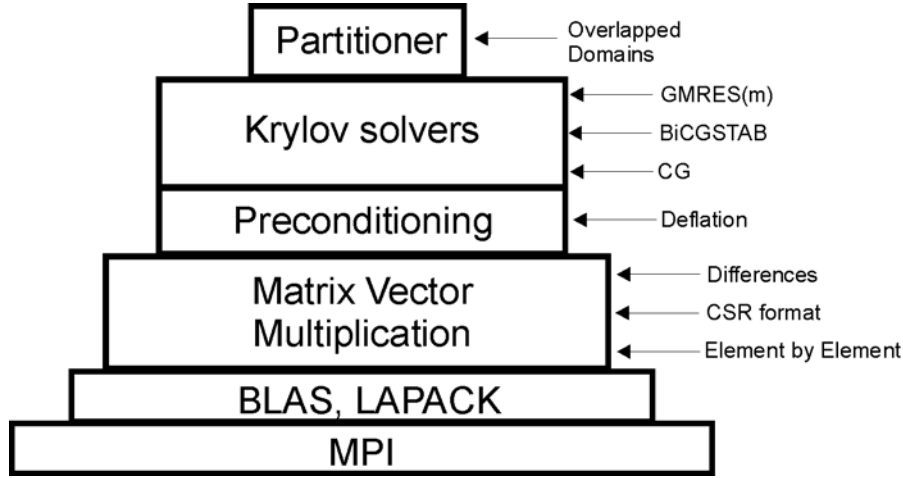 Partitioner
Overlapped
Domains
Krylov solvers
GMRES(m)
BiCGSTAB
CG
Preconditioning
Deflation
Matrix Vector
Multiplication
Differences
CSR format
Element by Element
BLAS, LAPACK
MPI